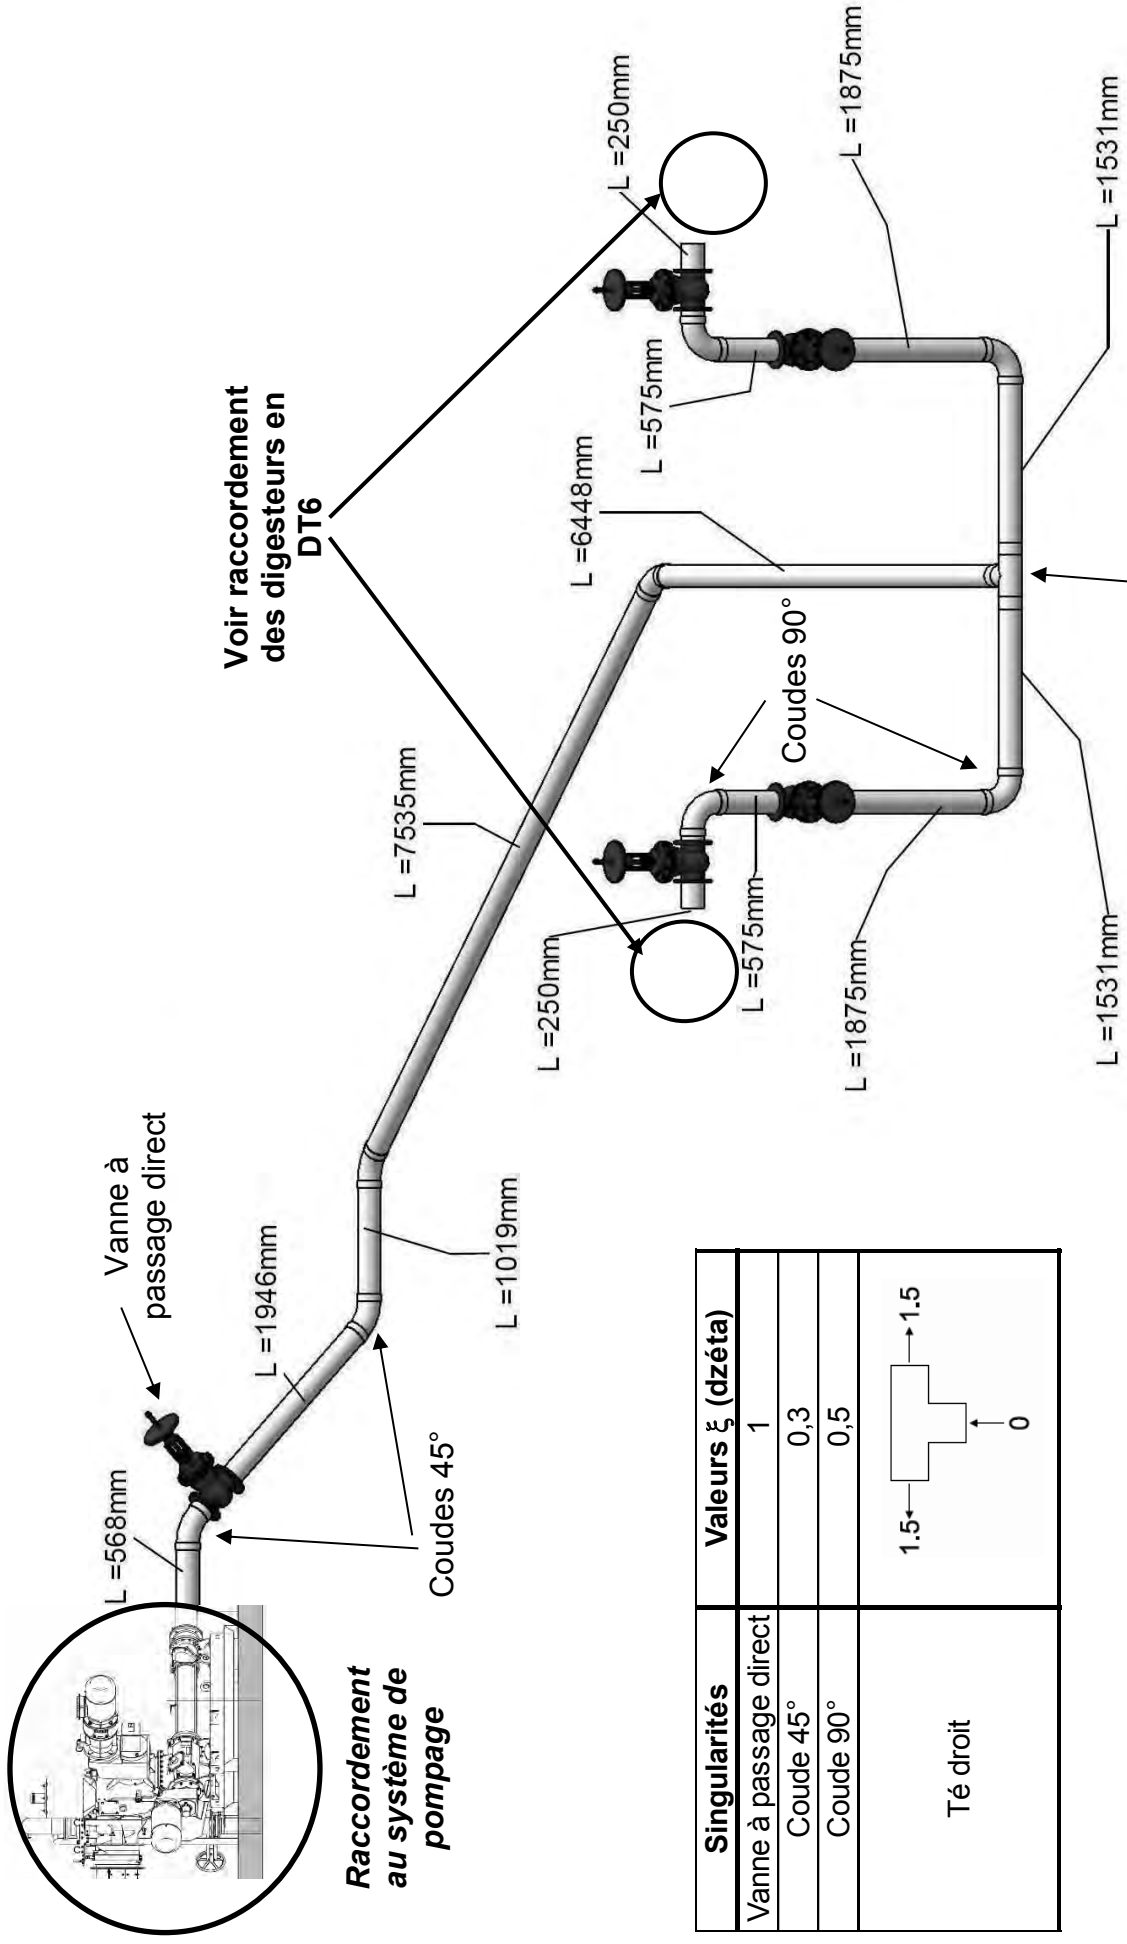 Raccordement
au système de
pompage
L =568mm
Vanne à
passage direct
L =1946mm
Coudes 45°
L =1019mm
L =7535mm
Voir raccordement
des digesteurs en
DT6
L =6448mm
L =250mm
L =575mm
L =1875mm
L =1531mm
Coudes 90°
L =250mm
L =575mm
L =1875mm
L =1531mm
Singularités
Valeurs ξ (dzéta)
Vanne à passage direct
1
Coude 45°
0,3
Coude 90°
0,5
Té droit
1.5
1.5
0